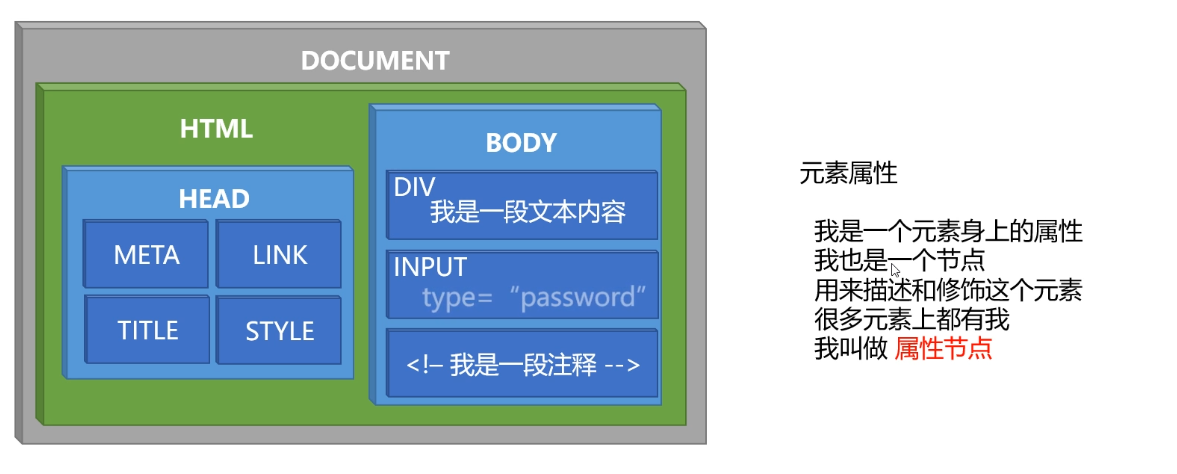 DOCUMENT
HTML
HEAD
META
LINK
TITLE
STYLE
BODY
DIV
我是一段文本内容
INPUT
type= “password”
<!– 我是一段注释 -->
元素属性
我是一个元素身上的属性
我也是一个节点
用来描述和修饰这个元素
很多元素上都有我
我叫做 属性节点